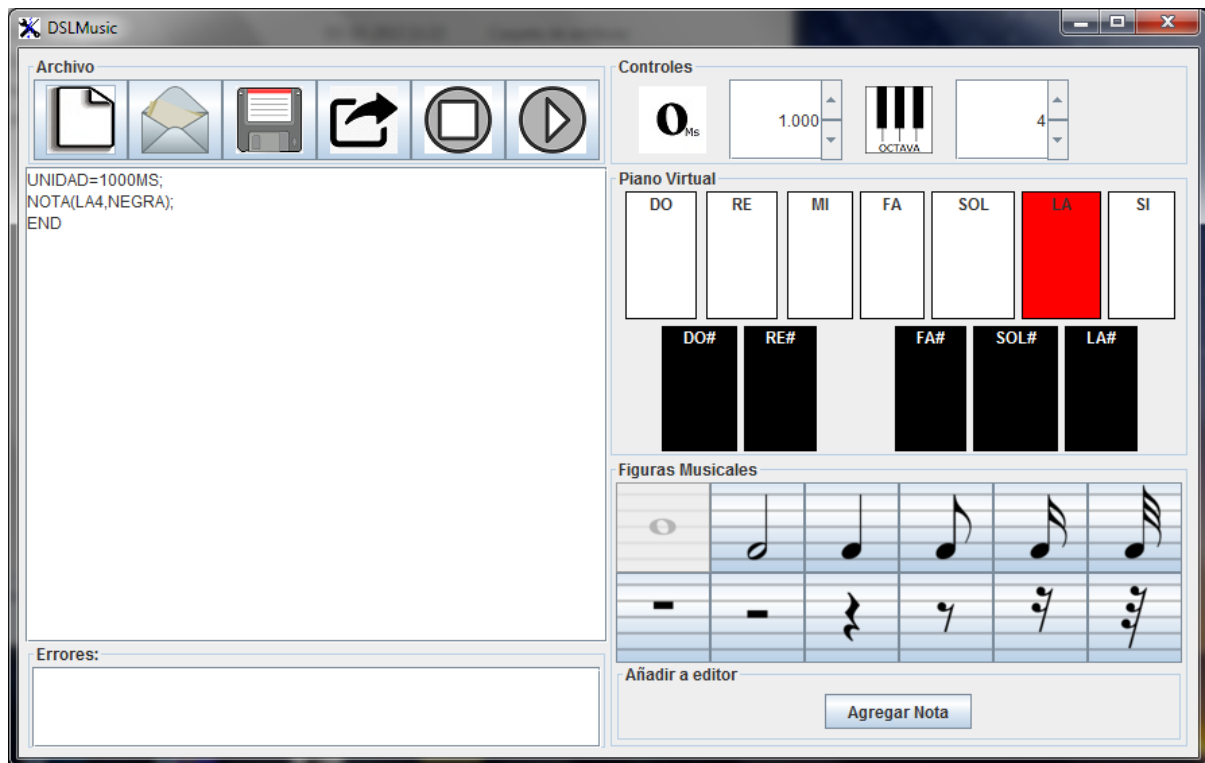 DSLMusic
Archivo
UNIDAD=1000MS;
NOTA(LA4,NEGRA);
END
Errores:
Controles
Ms
1.000
OCTAVA
4
Piano Virtual
DO RE MI FA SOL LA SI
DO# RE# FA# SOL# LA#
Figuras Musicales
Añadir a editor
Agregar Nota